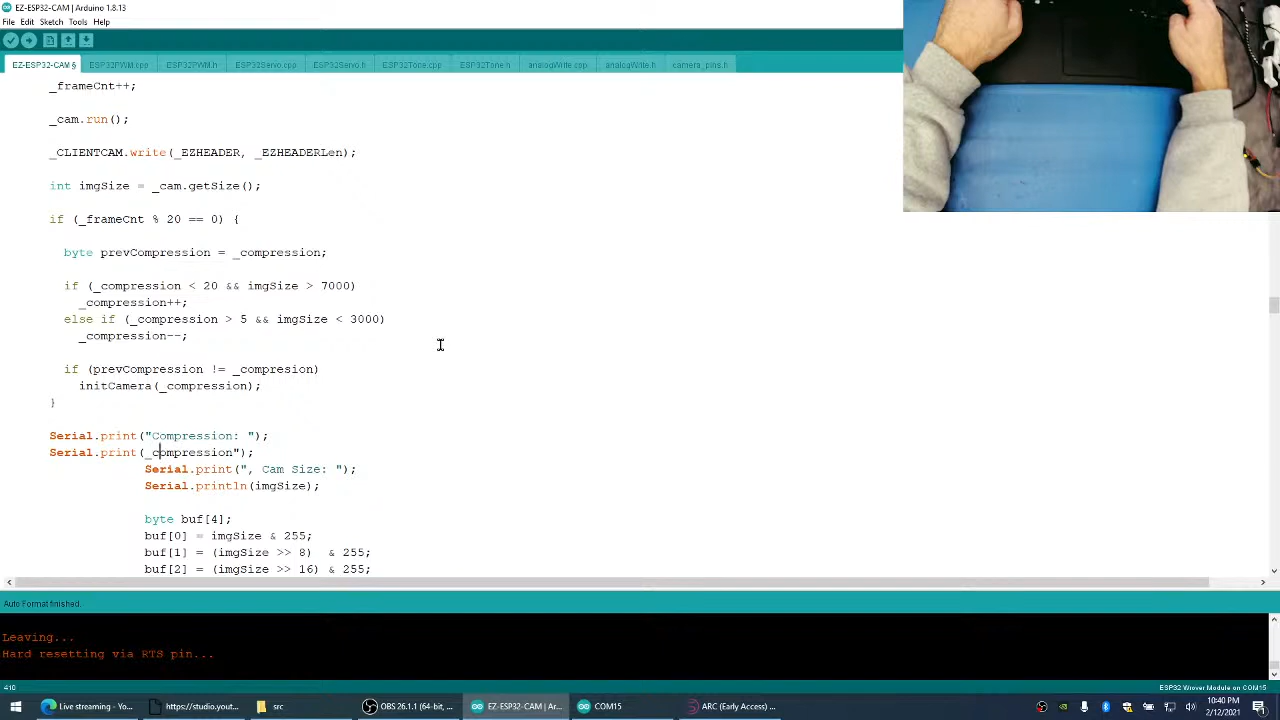 EZ-ESP32-CAM | Arduino 1.8.13
File Edit Sketch Tools Help
EZ-ESP32-CAM § ESP32PWM.cpp ESP32PWM.h ESP32Servo.cpp ESP32Servo.h ESP32Tone.cpp ESP32Tone.h analogWrite.cpp analogWrite.h camera_pins.h
_frameCnt++;
_cam.run();
_CLIENTCAM.write(_EZHEADER, _EZHEADERLen);
int imgSize = _cam.getSize();
if (_frameCnt % 20 == 0) {
byte prevCompression = _compression;
if (_compression < 20 && imgSize > 7000)
_compression++;
else if (_compression > 5 && imgSize < 3000)
_compression--;
if (prevCompression != _compresion)
initCamera(_compression);
}
Serial.print("Compression: ");
Serial.print(_compression");
Serial.print(", Cam Size: ");
Serial.println(imgSize);
byte buf[4];
buf[0] = imgSize & 255;
buf[1] = (imgSize >> 8)  & 255;
buf[2] = (imgSize >> 16) & 255;
Auto Format finished.
Leaving...
Hard resetting via RTS pin...
410 ESP32 Wrover Module on COM15
Live streaming - Yo... https://studio.yout... src OBS 26.1.1 (64-bit, ... EZ-ESP32-CAM | Ar... COM15 ARC (Early Access) ... 10:40 PM
2/12/2021